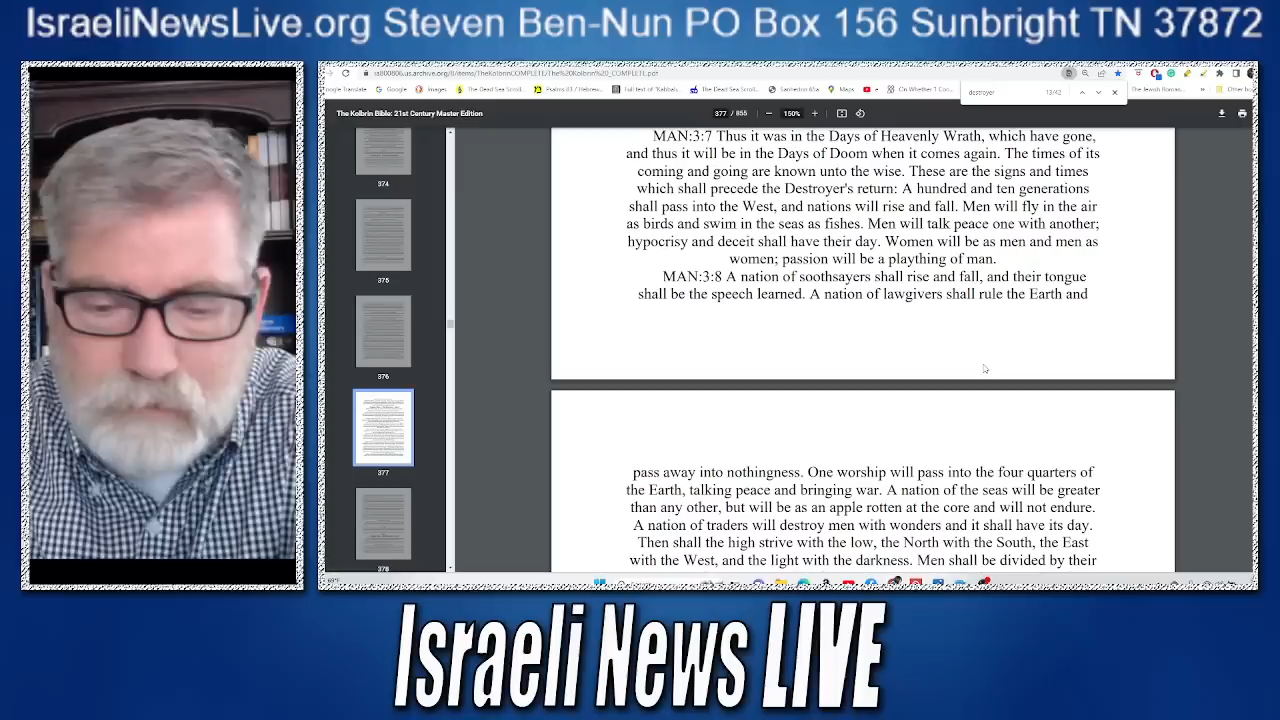 IsraeliNewsLive.org Steven Ben-Nun PO Box 156 Sunbright TN 37872
destroyer 13/42
The Kolbrin Bible: 21st Century Master Edition 377 / 855 150%
MAN:3:7 Thus it was in the Days of Heavenly Wrath, which have gone,
and thus it will be in the Days of Doom when it comes again. The times of its
coming and going are known unto the wise. These are the signs and times
which shall precede the Destroyer's return: A hundred and ten generations
shall pass into the West, and nations will rise and fall. Men will fly in the air
as birds and swim in the seas as fishes. Men will talk peace one with another;
hypocrisy and deceit shall have their day. Women will be as men and men as
women; passion will be a plaything of man.
MAN:3:8 A nation of soothsayers shall rise and fall, and their tongue
shall be the speech learned. A nation of lawgivers shall rule the Earth and
pass away into nothingness. One worship will pass into the four quarters of
the Earth, talking peace and bringing war. A nation of the seas will be greater
than any other, but will be as an apple rotten at the core and will not endure.
A nation of traders will destroy men with wonders and it shall have its day.
Then shall the high strive with the low, the North with the South, the East
with the West, and the light with the darkness. Men shall be divided by their
374
375
376
377
378
Israeli News LIVE